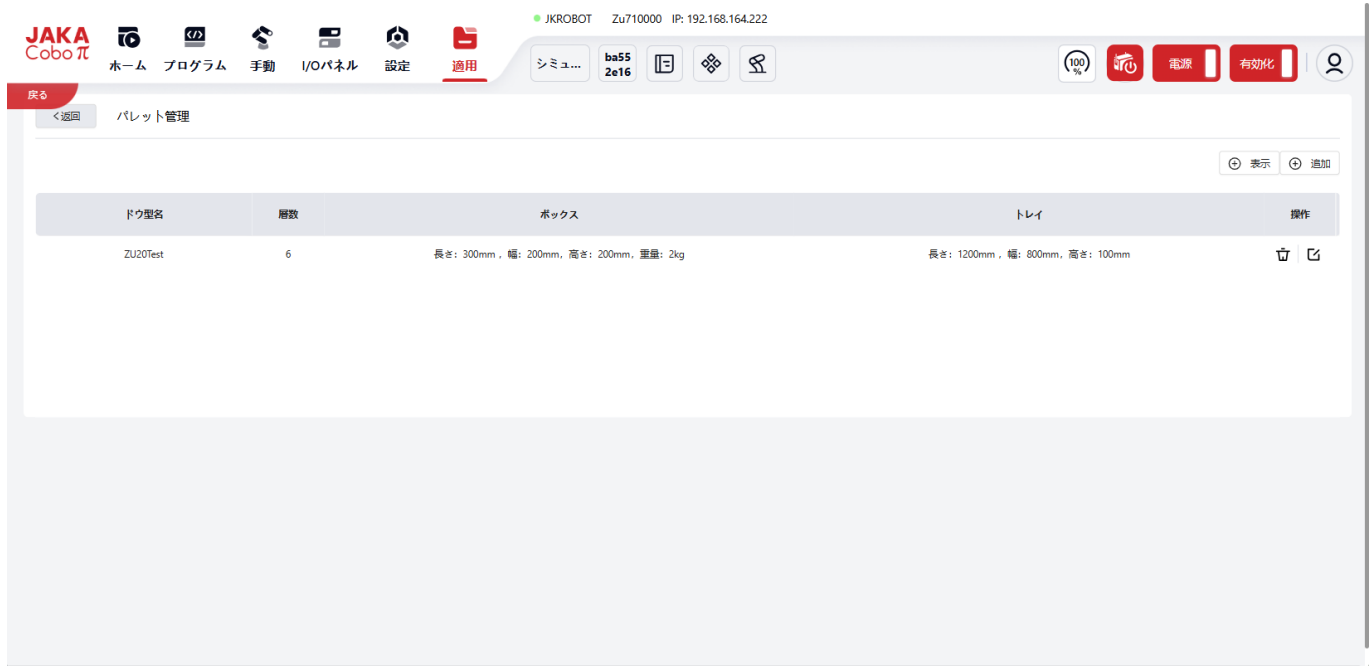 JKROBOT Zu710000 IP: 192.168.164.222
JAKA
Cobo π
ホーム プログラム 手動 I/Oパネル 設定 適用
シミュ...
ba55
2e16
100
%
電源
有効化
戻る
<返回 パレット管理
表示 追加
ドウ型名 層数 ボックス トレイ 操作
ZU20Test 6 長さ: 300mm , 幅: 200mm, 高さ: 200mm, 重量: 2kg 長さ: 1200mm , 幅: 800mm, 高さ: 100mm